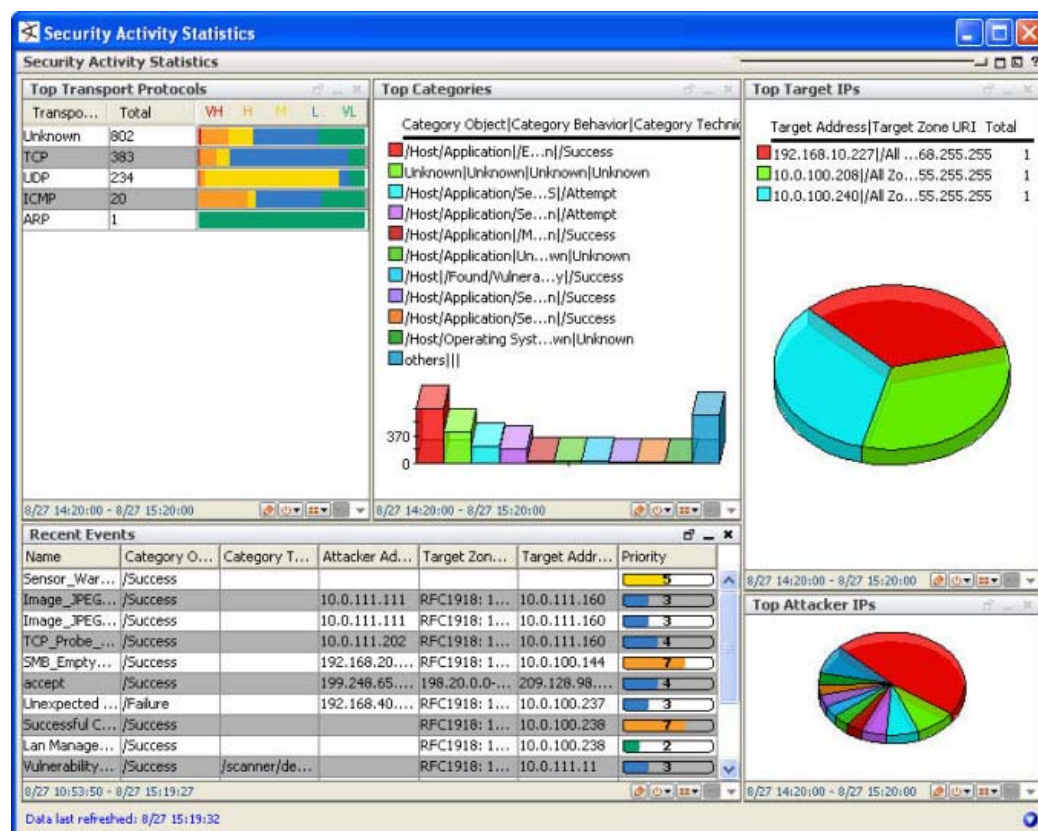 Security Activity Statistics
Security Activity Statistics
Top Transport Protocols
Transpo... Total VH H M L VL
Unknown 802
TCP 383
UDP 234
ICMP 20
ARP 1
8/27 14:20:00 - 8/27 15:20:00
Top Categories
Category Object|Category Behavior|Category Technic
/Host/Application|/E...n|/Success
Unknown|Unknown|Unknown|Unknown
/Host/Application/Se...S|/Attempt
/Host/Application/Se...n|/Attempt
/Host/Application|/M...n|/Success
/Host/Application|Un...wn|Unknown
/Host|/Found/Vulnera...y|/Success
/Host/Application/Se...n|/Success
/Host/Application/Se...n|/Success
/Host/Operating Syst...wn|Unknown
others|||
370
0
8/27 14:20:00 - 8/27 15:20:00
Top Target IPs
Target Address|Target Zone URI Total
192.168.10.227|/All ...68.255.255 1
10.0.100.208|/All Zo...55.255.255 1
10.0.100.240|/All Zo...55.255.255 1
8/27 14:20:00 - 8/27 15:20:00
Recent Events
Name Category O... Category T... Attacker Ad... Target Zon... Target Addr... Priority
Sensor_War... /Success 5
Image_JPEG... /Success 10.0.111.111 RFC1918: 1... 10.0.111.160 3
Image_JPEG... /Success 10.0.111.111 RFC1918: 1... 10.0.111.160 3
TCP_Probe_... /Success 10.0.111.202 RFC1918: 1... 10.0.111.160 4
SMB_Empty... /Success 192.168.20.... RFC1918: 1... 10.0.100.144 7
accept /Success 199.248.65.... 198.20.0.0-... 209.128.98.... 4
Unexpected ... /Failure 192.168.40.... RFC1918: 1... 10.0.100.237 3
Successful C... /Success RFC1918: 1... 10.0.100.238 7
Lan Manage... /Success RFC1918: 1... 10.0.100.238 2
Vulnerability... /Success /scanner/de... RFC1918: 1... 10.0.111.11 3
8/27 10:53:50 - 8/27 15:19:27
Top Attacker IPs
8/27 14:20:00 - 8/27 15:20:00
Data last refreshed: 8/27 15:19:32